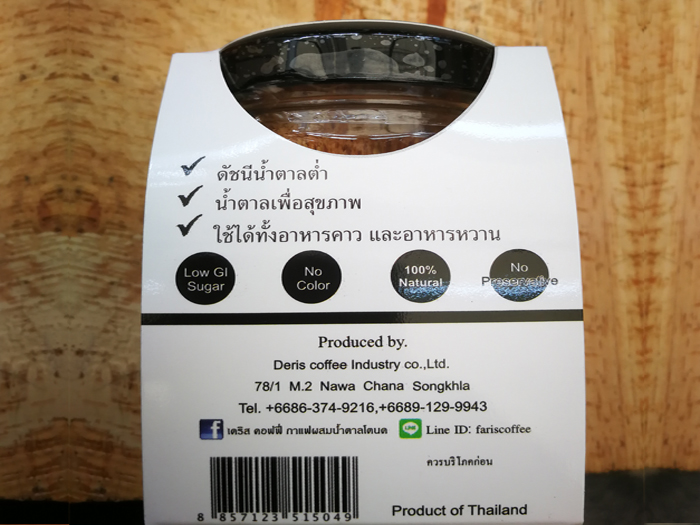 ✓ ดัชนีน้ำตาลต่ำ
✓ น้ำตาลเพื่อสุขภาพ
✓ ใช้ได้ทั้งอาหารคาว และอาหารหวาน
Low GI Sugar
No Color
100% Natural
No Preservative
Produced by.
Deris coffee Industry co.,Ltd.
78/1 M.2 Nawa Chana Songkhla
Tel. +6686-374-9216,+6689-129-9943
f เดริส คอฟฟี่ กาแฟผสมน้ำตาลโตนด LINE Line ID: fariscoffee
ควรบริโภคก่อน
8 857123 515049
Product of Thailand